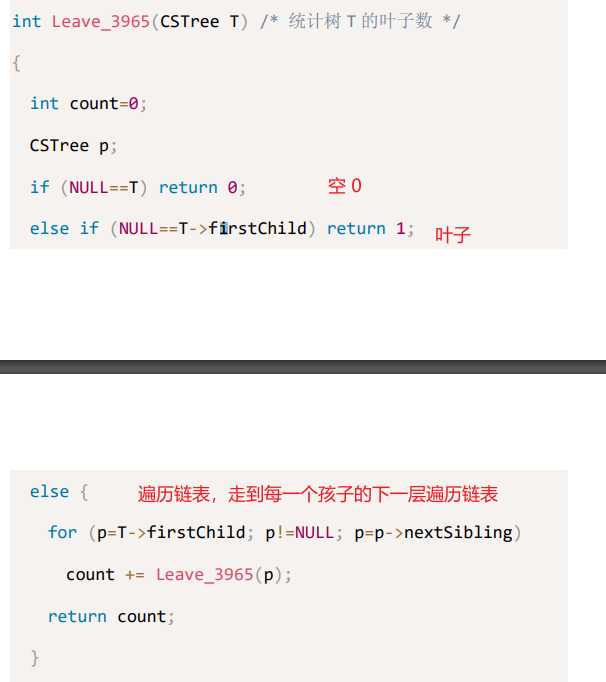 int Leave_3965(CSTree T) /* 统计树 T 的叶子数 */
{
int count=0;
CSTree p;
if (NULL==T) return 0; 空 0
else if (NULL==T->firstChild) return 1; 叶子
else { 遍历链表，走到每一个孩子的下一层遍历链表
for (p=T->firstChild; p!=NULL; p=p->nextSibling)
count += Leave_3965(p);
return count;
}